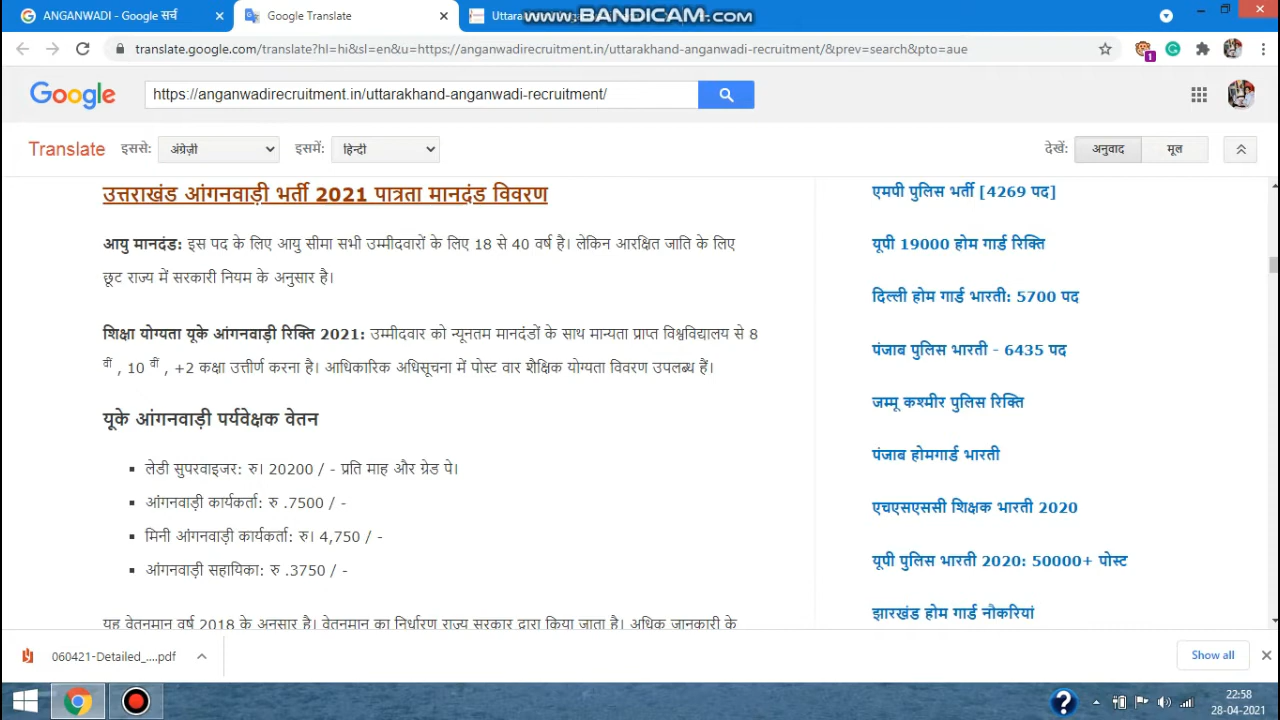 ANGANWADI - Google सर्च
Google Translate
Uttara
www.BANDICAM.com
translate.google.com/translate?hl=hi&sl=en&u=https://anganwadirecruitment.in/uttarakhand-anganwadi-recruitment/&prev=search&pto=aue
1
Google
https://anganwadirecruitment.in/uttarakhand-anganwadi-recruitment/
Translate
इससे:
अंग्रेज़ी
इसमें:
हिन्दी
देखें:
अनुवाद
मूल
उत्तराखंड आंगनवाड़ी भर्ती 2021 पात्रता मानदंड विवरण
आयु मानदंड: इस पद के लिए आयु सीमा सभी उम्मीदवारों के लिए 18 से 40 वर्ष है। लेकिन आरक्षित जाति के लिए
छूट राज्य में सरकारी नियम के अनुसार है।
शिक्षा योग्यता यूके आंगनवाड़ी रिक्ति 2021: उम्मीदवार को न्यूनतम मानदंडों के साथ मान्यता प्राप्त विश्वविद्यालय से 8
वीं , 10 वीं , +2 कक्षा उत्तीर्ण करना है। आधिकारिक अधिसूचना में पोस्ट वार शैक्षिक योग्यता विवरण उपलब्ध हैं।
यूके आंगनवाड़ी पर्यवेक्षक वेतन
लेडी सुपरवाइजर: रु। 20200 / - प्रति माह और ग्रेड पे।
आंगनवाड़ी कार्यकर्ता: रु .7500 / -
मिनी आंगनवाड़ी कार्यकर्ता: रु। 4,750 / -
आंगनवाड़ी सहायिका: रु .3750 / -
यह वेतनमान वर्ष 2018 के अनुसार है। वेतनमान का निर्धारण राज्य सरकार द्वारा किया जाता है। अधिक जानकारी के
एमपी पुलिस भर्ती [4269 पद]
यूपी 19000 होम गार्ड रिक्ति
दिल्ली होम गार्ड भारती: 5700 पद
पंजाब पुलिस भारती - 6435 पद
जम्मू कश्मीर पुलिस रिक्ति
पंजाब होमगार्ड भारती
एचएसएससी शिक्षक भारती 2020
यूपी पुलिस भारती 2020: 50000+ पोस्ट
झारखंड होम गार्ड नौकरियां
060421-Detailed_....pdf
Show all
22:58
28-04-2021